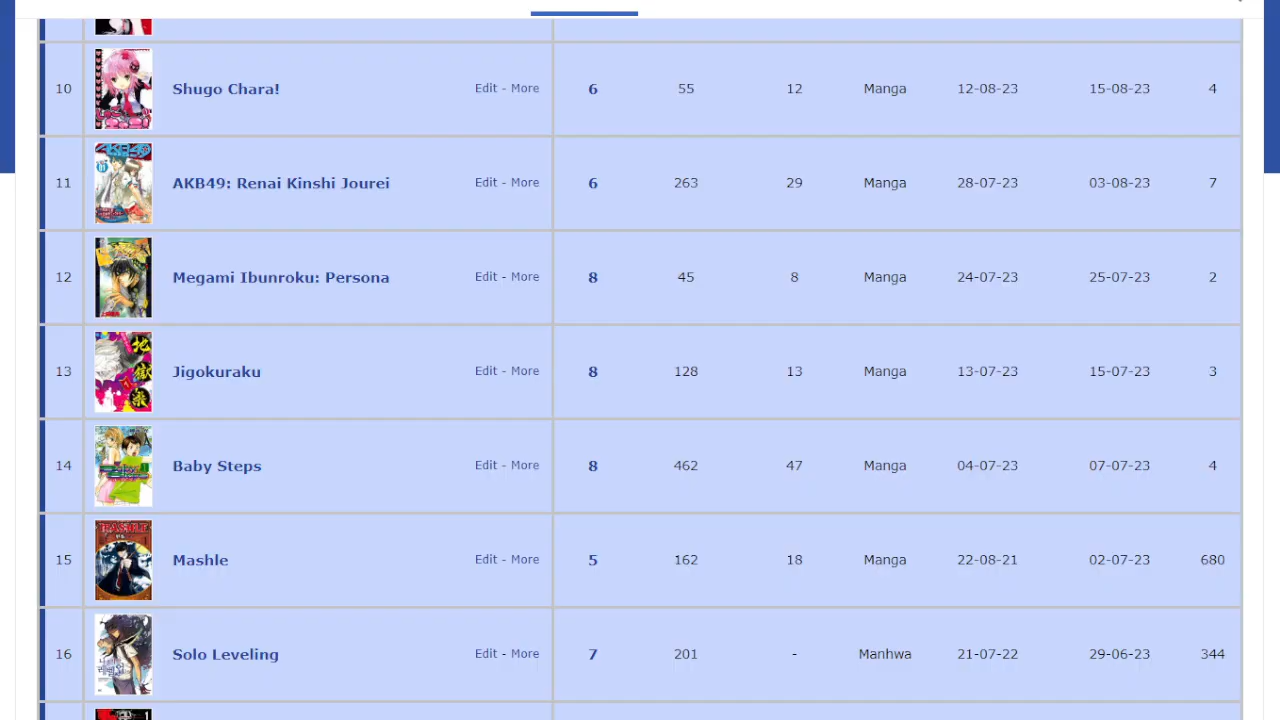 10 Shugo Chara! Edit - More 6 55 12 Manga 12-08-23 15-08-23 4
11 AKB49: Renai Kinshi Jourei Edit - More 6 263 29 Manga 28-07-23 03-08-23 7
12 Megami Ibunroku: Persona Edit - More 8 45 8 Manga 24-07-23 25-07-23 2
13 Jigokuraku Edit - More 8 128 13 Manga 13-07-23 15-07-23 3
地獄楽
14 Baby Steps Edit - More 8 462 47 Manga 04-07-23 07-07-23 4
15 Mashle Edit - More 5 162 18 Manga 22-08-21 02-07-23 680
MASHLE
16 Solo Leveling Edit - More 7 201 - Manhwa 21-07-22 29-06-23 344